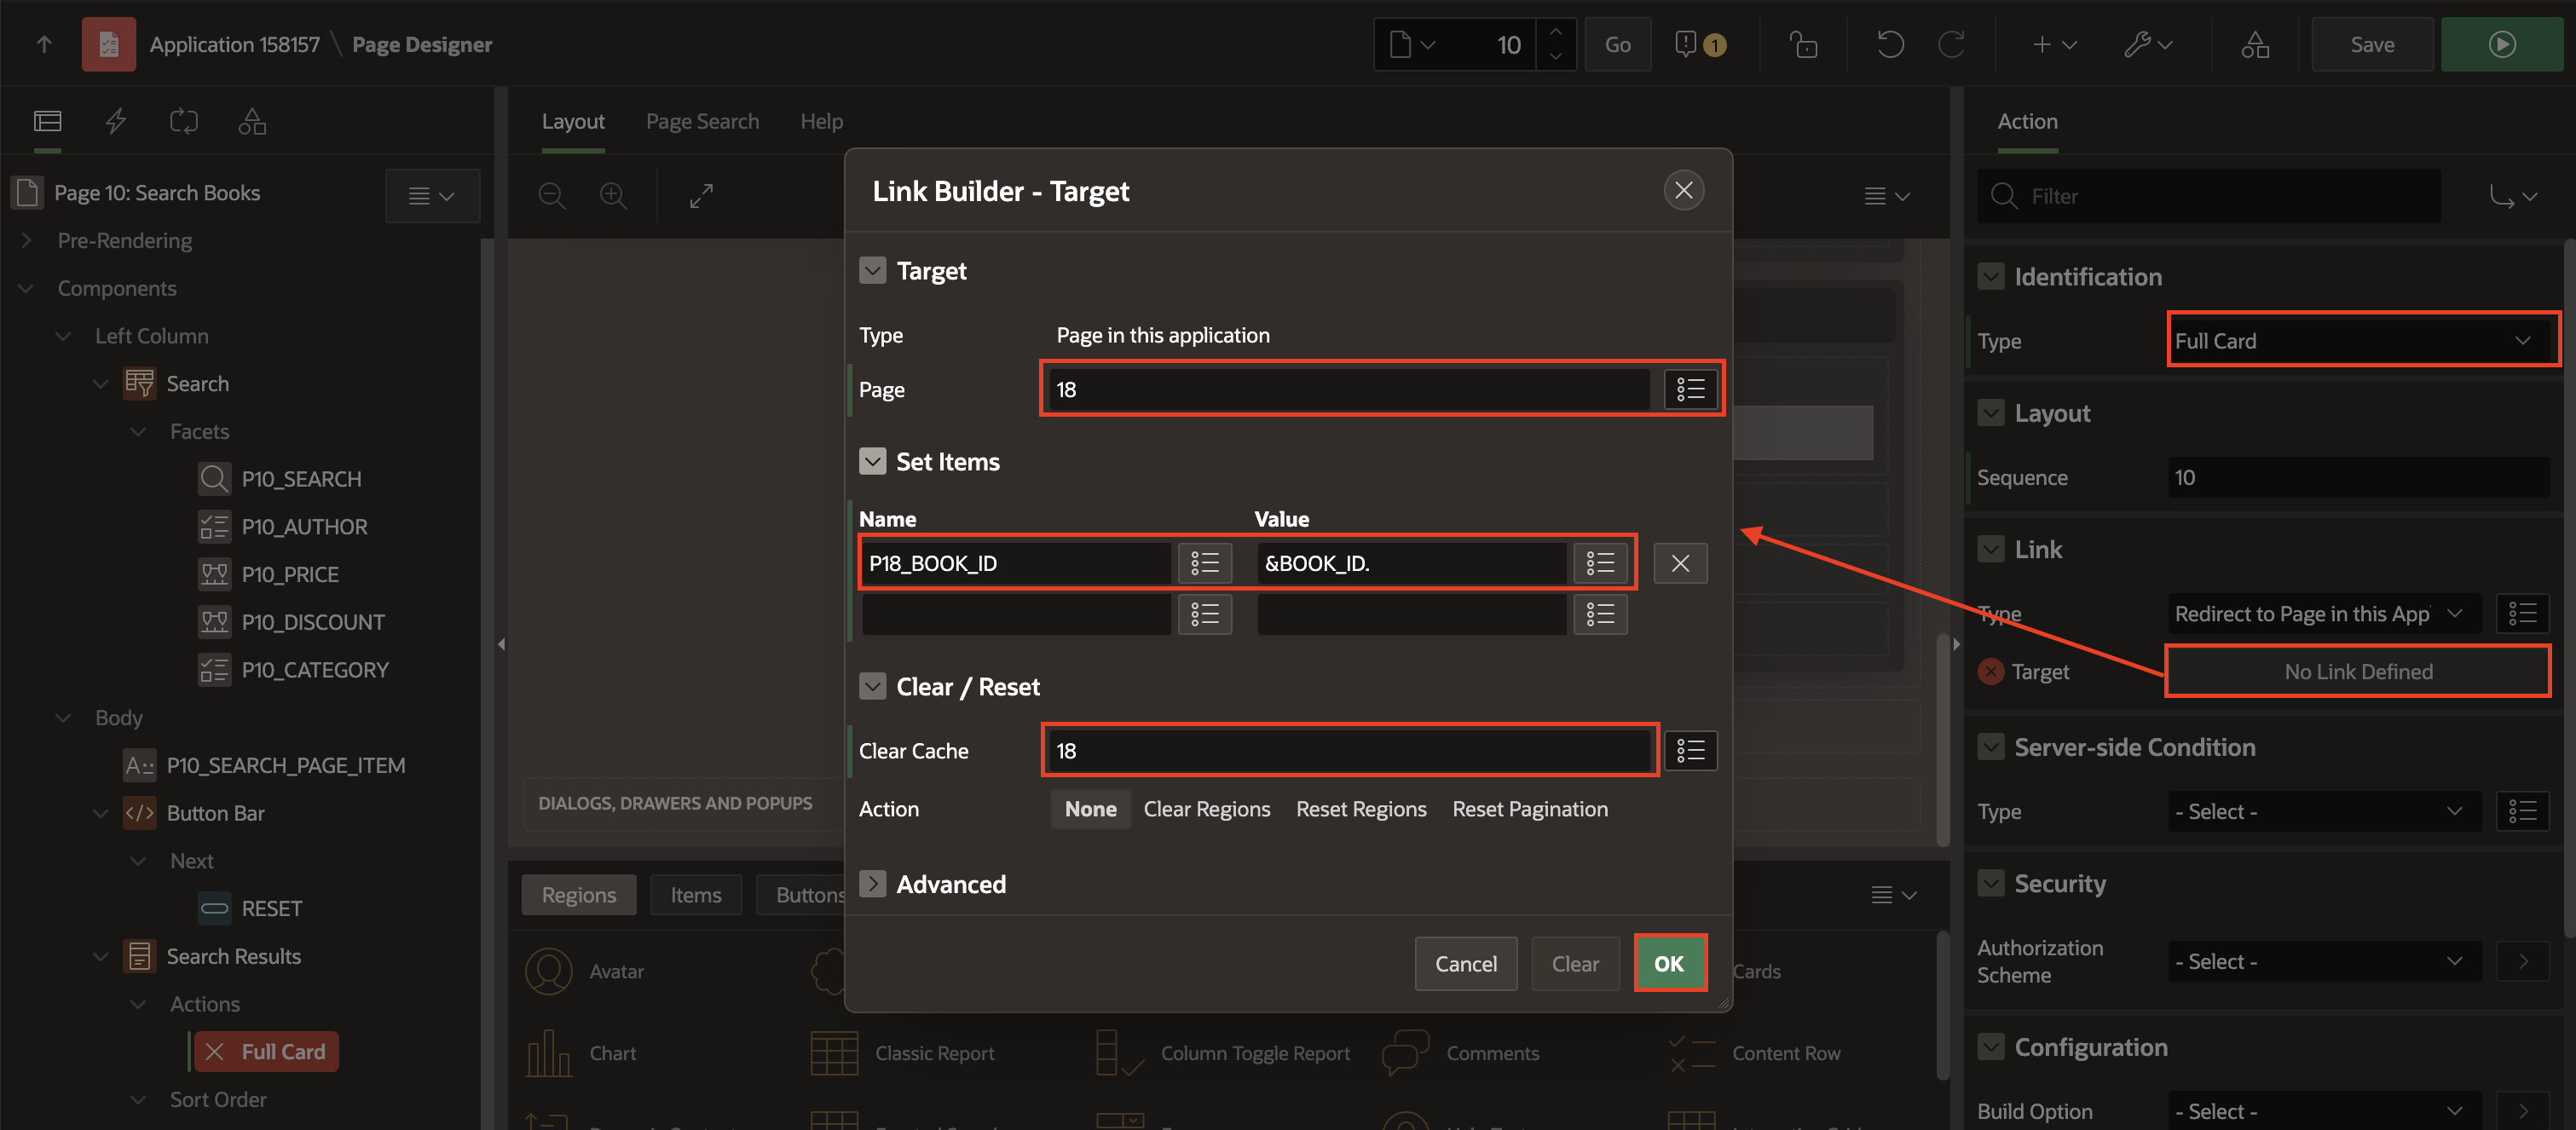 Application 158157 \ Page Designer
10
Go
1
Save
Layout
Page Search
Help
Action
Page 10: Search Books
Pre-Rendering
Components
Left Column
Search
Facets
P10_SEARCH
P10_AUTHOR
P10_PRICE
P10_DISCOUNT
P10_CATEGORY
Body
P10_SEARCH_PAGE_ITEM
Button Bar
Next
RESET
Search Results
Actions
Full Card
Sort Order
DIALOGS, DRAWERS AND POPUPS
Regions
Items
Buttons
Avatar
Cards
Chart
Classic Report
Column Toggle Report
Comments
Content Row
Link Builder - Target
Target
Type
Page in this application
Page
18
Set Items
Name
Value
P18_BOOK_ID
&BOOK_ID.
Clear / Reset
Clear Cache
18
Action
None
Clear Regions
Reset Regions
Reset Pagination
Advanced
Cancel
Clear
OK
Filter
Identification
Type
Full Card
Layout
Sequence
10
Link
Type
Redirect to Page in this App
Target
No Link Defined
Server-side Condition
Type
- Select -
Security
Authorization
Scheme
- Select -
Configuration
Build Option
- Select -